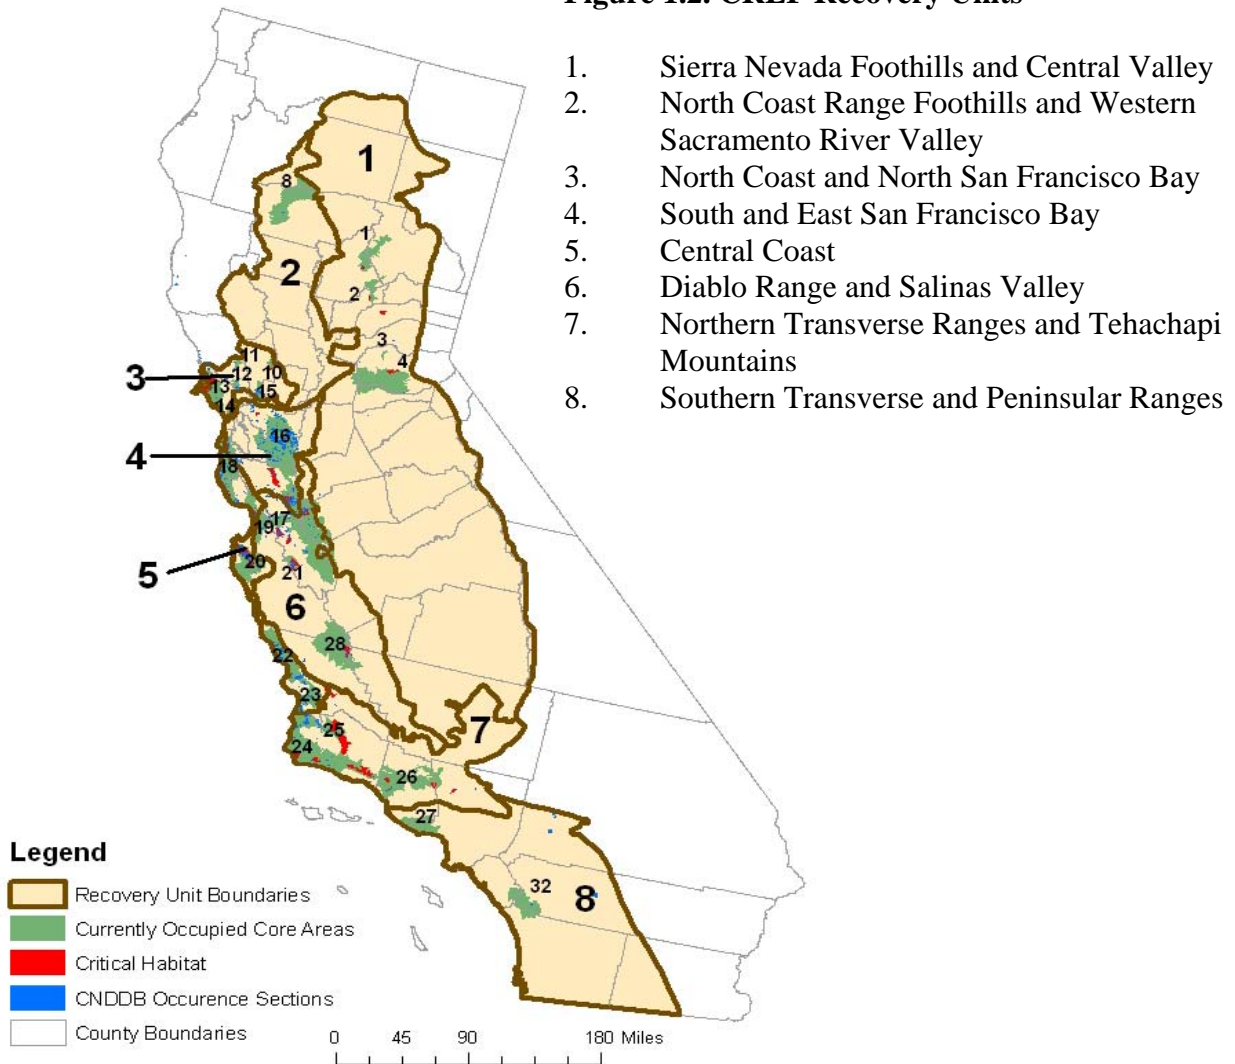 Figure 1.2. CRLF Recovery Units
1. Sierra Nevada Foothills and Central Valley
2. North Coast Range Foothills and Western
Sacramento River Valley
3. North Coast and North San Francisco Bay
4. South and East San Francisco Bay
5. Central Coast
6. Diablo Range and Salinas Valley
7. Northern Transverse Ranges and Tehachapi
Mountains
8. Southern Transverse and Peninsular Ranges
1
8
1
2
2
3
4
11
3
12
10
13
15
14
16
4
18
17
19
5
20
21
6
28
22
23
25
7
24
26
27
32
8
Legend
Recovery Unit Boundaries
Currently Occupied Core Areas
Critical Habitat
CNDDB Occurence Sections
County Boundaries
0 45 90 180 Miles